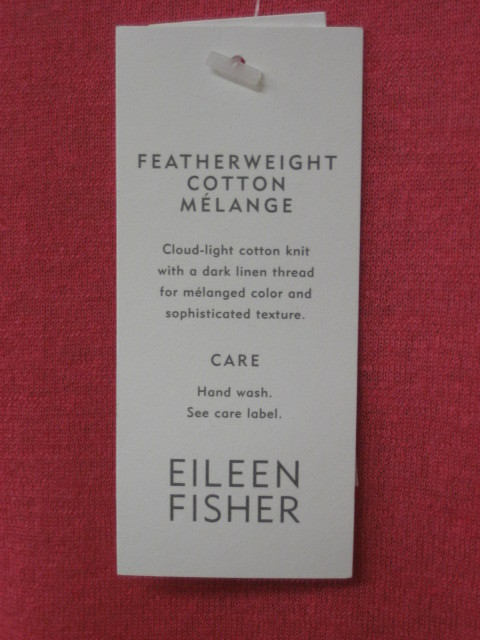 FEATHERWEIGHT
COTTON
MÉLANGE
Cloud-light cotton knit
with a dark linen thread
for mélanged color and
sophisticated texture.
CARE
Hand wash.
See care label.
EILEEN
FISHER